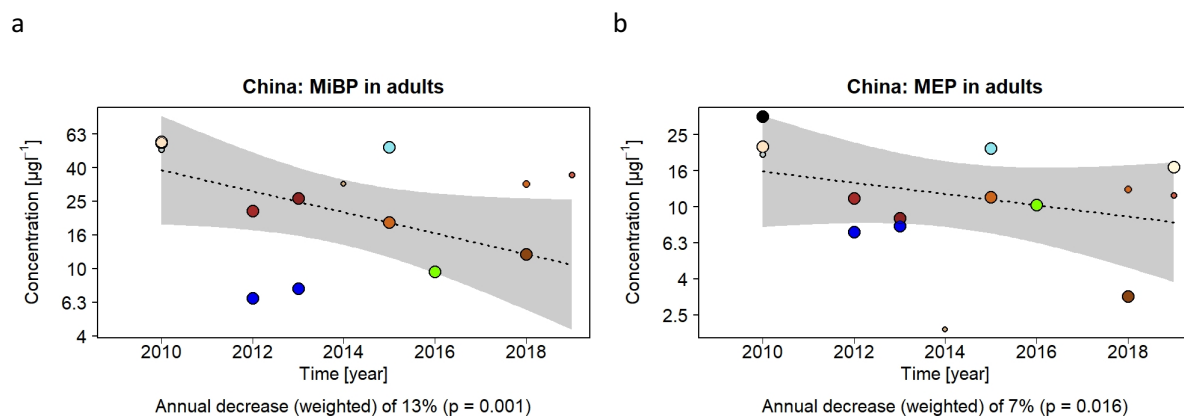 a
China: MiBP in adults
Concentration [µgl⁻¹]
63
40
25
16
10
6.3
4
2010 2012 2014 2016 2018
Time [year]
Annual decrease (weighted) of 13% (p = 0.001)
b
China: MEP in adults
Concentration [µgl⁻¹]
25
16
10
6.3
4
2.5
2010 2012 2014 2016 2018
Time [year]
Annual decrease (weighted) of 7% (p = 0.016)